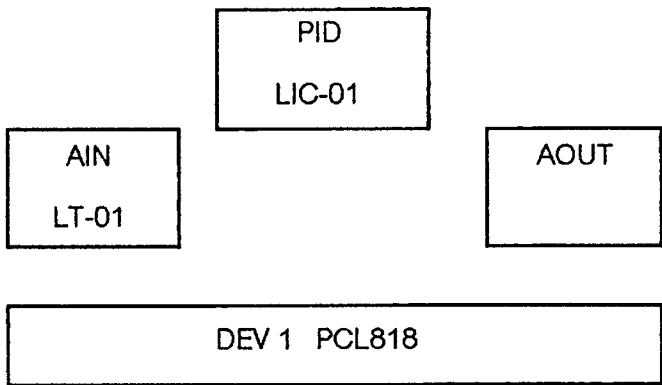 PID
LIC-01
AIN
LT-01
AOUT
DEV 1 PCL818